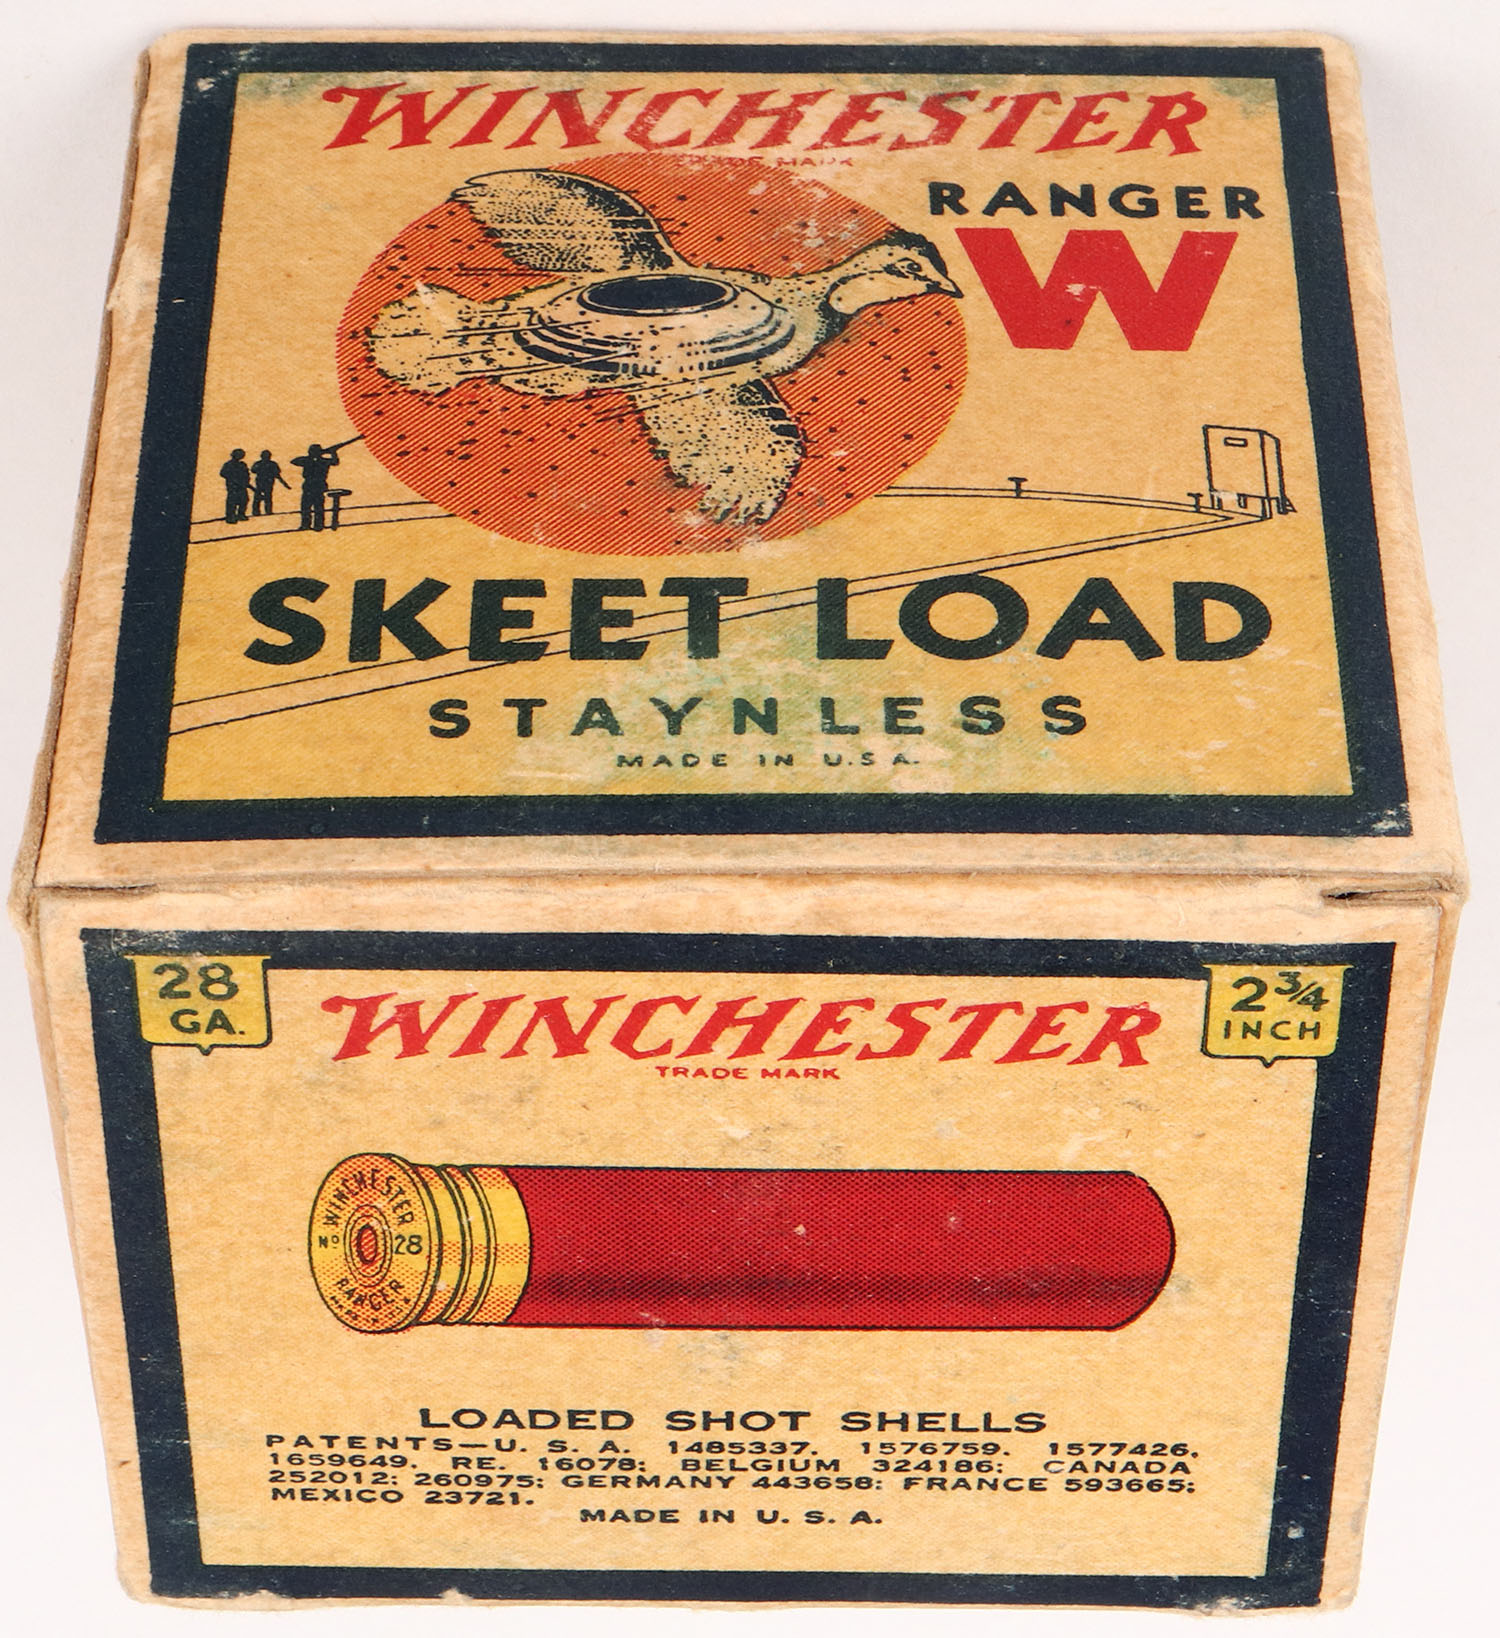 WINCHESTER
TRADE MARK
RANGER
W
SKEET LOAD
STAYNLESS
MADE IN U.S.A.
28
GA.
2 3/4
INCH
WINCHESTER
TRADE MARK
WINCHESTER
No 28
RANGER
LOADED SHOT SHELLS
PATENTS—U. S. A. 1485337. 1576759. 1577426.
1659649. RE. 16078; BELGIUM 324186; CANADA
252012; 260975; GERMANY 443658; FRANCE 593665;
MEXICO 23721.
MADE IN U. S. A.